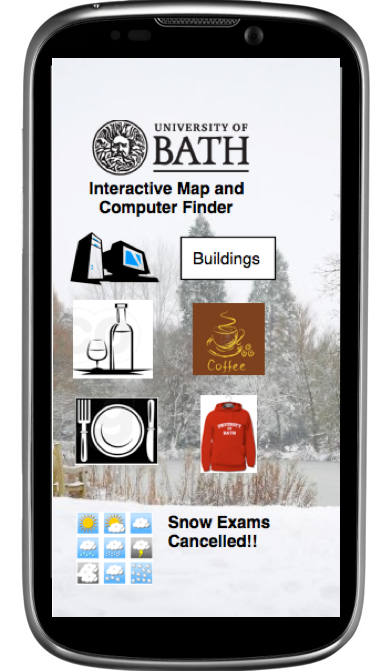 UNIVERSITY OF
BATH
Interactive Map and
Computer Finder
Buildings
Coffee
UNIVERSITY
OF
BATH
Snow Exams
Cancelled!!